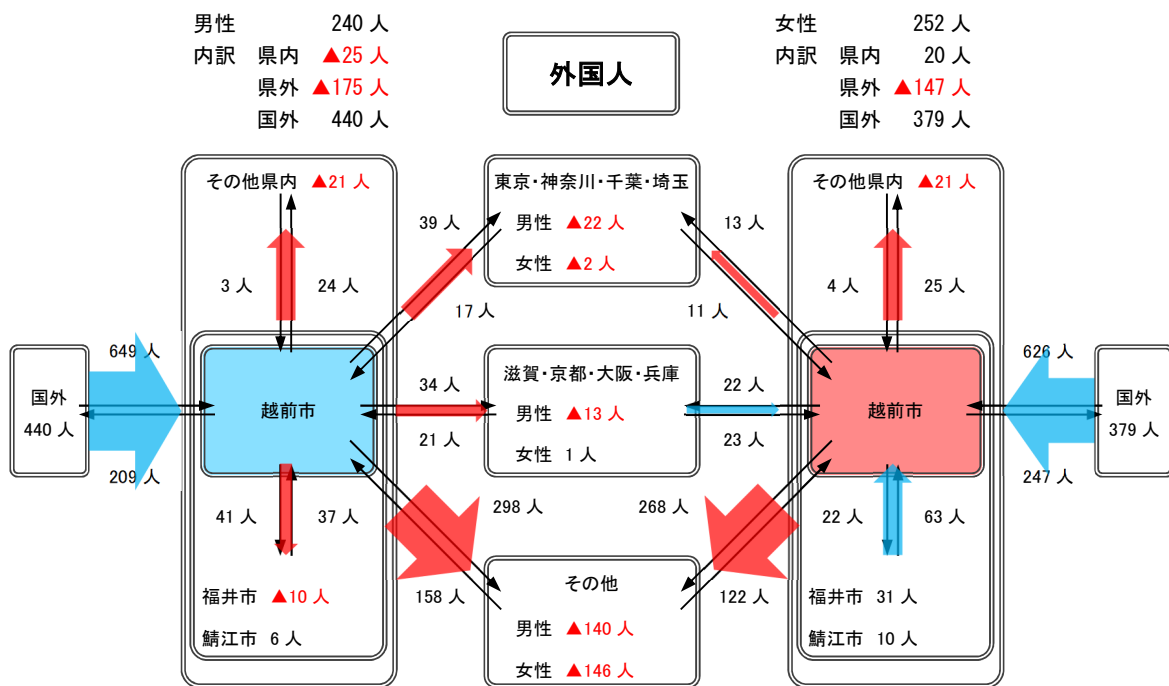 男性 240 人
内訳 県内 ▲25 人
県外 ▲175 人
国外 440 人
外国人
女性 252 人
内訳 県内 20 人
県外 ▲147 人
国外 379 人
その他県内 ▲21 人
3 人 24 人
39 人
17 人
東京・神奈川・千葉・埼玉
男性 ▲22 人
女性 ▲2 人
13 人
11 人
その他県内 ▲21 人
4 人 25 人
649 人
国外
440 人
209 人
越前市
34 人
21 人
滋賀・京都・大阪・兵庫
男性 ▲13 人
女性 1 人
22 人
23 人
越前市
626 人
国外
379 人
247 人
41 人 37 人
298 人
158 人
268 人
122 人
22 人 63 人
福井市 ▲10 人
鯖江市 6 人
その他
男性 ▲140 人
女性 ▲146 人
福井市 31 人
鯖江市 10 人